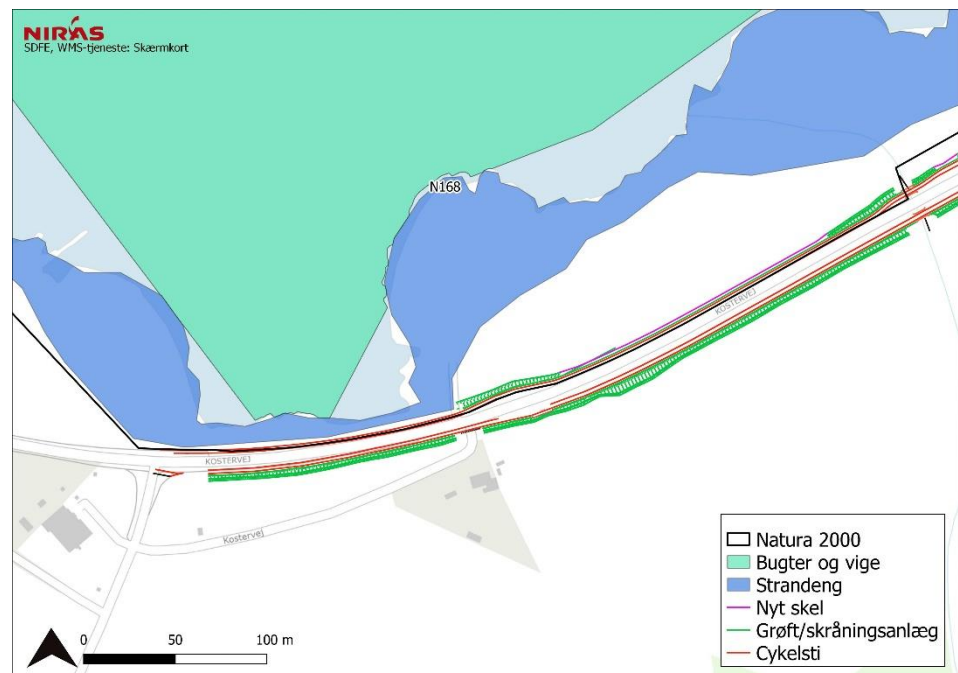 NIRAS
SDFE, WMS-tjeneste: Skærmkort
N168
KOSTERVEJ
KOSTERVEJ
Kostervej
Natura 2000
Bugter og vige
Strandeng
Nyt skel
Grøft/skråningsanlæg
Cykelsti
0 50 100 m